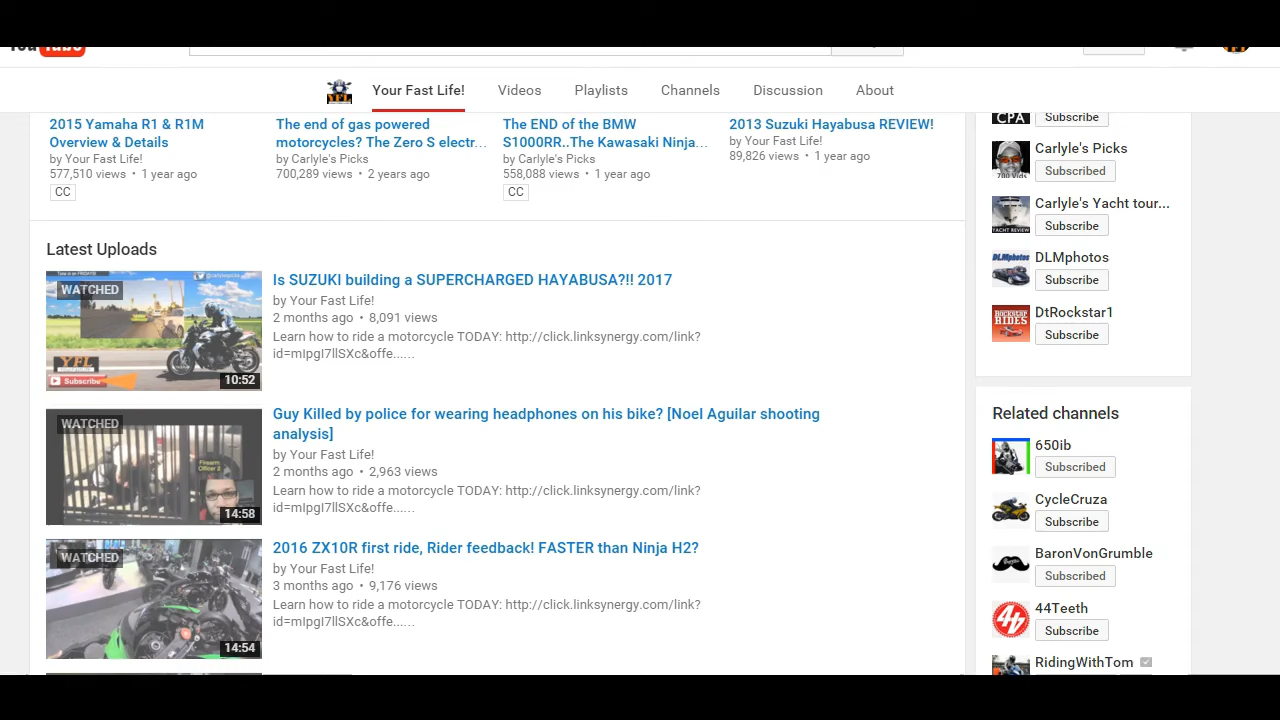 Your Fast Life!
Videos
Playlists
Channels
Discussion
About
2015 Yamaha R1 & R1M
Overview & Details
by Your Fast Life!
577,510 views • 1 year ago
CC
The end of gas powered
motorcycles? The Zero S electr...
by Carlyle's Picks
700,289 views • 2 years ago
The END of the BMW
S1000RR..The Kawasaki Ninja...
by Carlyle's Picks
558,088 views • 1 year ago
CC
2013 Suzuki Hayabusa REVIEW!
by Your Fast Life!
89,826 views • 1 year ago
Latest Uploads
WATCHED
YFL
Subscribe
10:52
Is SUZUKI building a SUPERCHARGED HAYABUSA?!! 2017
by Your Fast Life!
2 months ago • 8,091 views
Learn how to ride a motorcycle TODAY: http://click.linksynergy.com/link?
id=mIpgI7llSXc&offe......
WATCHED
14:58
Guy Killed by police for wearing headphones on his bike? [Noel Aguilar shooting
analysis]
by Your Fast Life!
2 months ago • 2,963 views
Learn how to ride a motorcycle TODAY: http://click.linksynergy.com/link?
id=mIpgI7llSXc&offe......
WATCHED
14:54
2016 ZX10R first ride, Rider feedback! FASTER than Ninja H2?
by Your Fast Life!
3 months ago • 9,176 views
Learn how to ride a motorcycle TODAY: http://click.linksynergy.com/link?
id=mIpgI7llSXc&offe......
CPA
Subscribe
Carlyle's Picks
Subscribed
Carlyle's Yacht tour...
YACHT REVIEW
Subscribe
DLMphotos
Subscribe
DtRockstar1
Subscribe
Related channels
650ib
Subscribed
CycleCruza
Subscribe
BaronVonGrumble
Subscribed
44Teeth
Subscribe
RidingWithTom